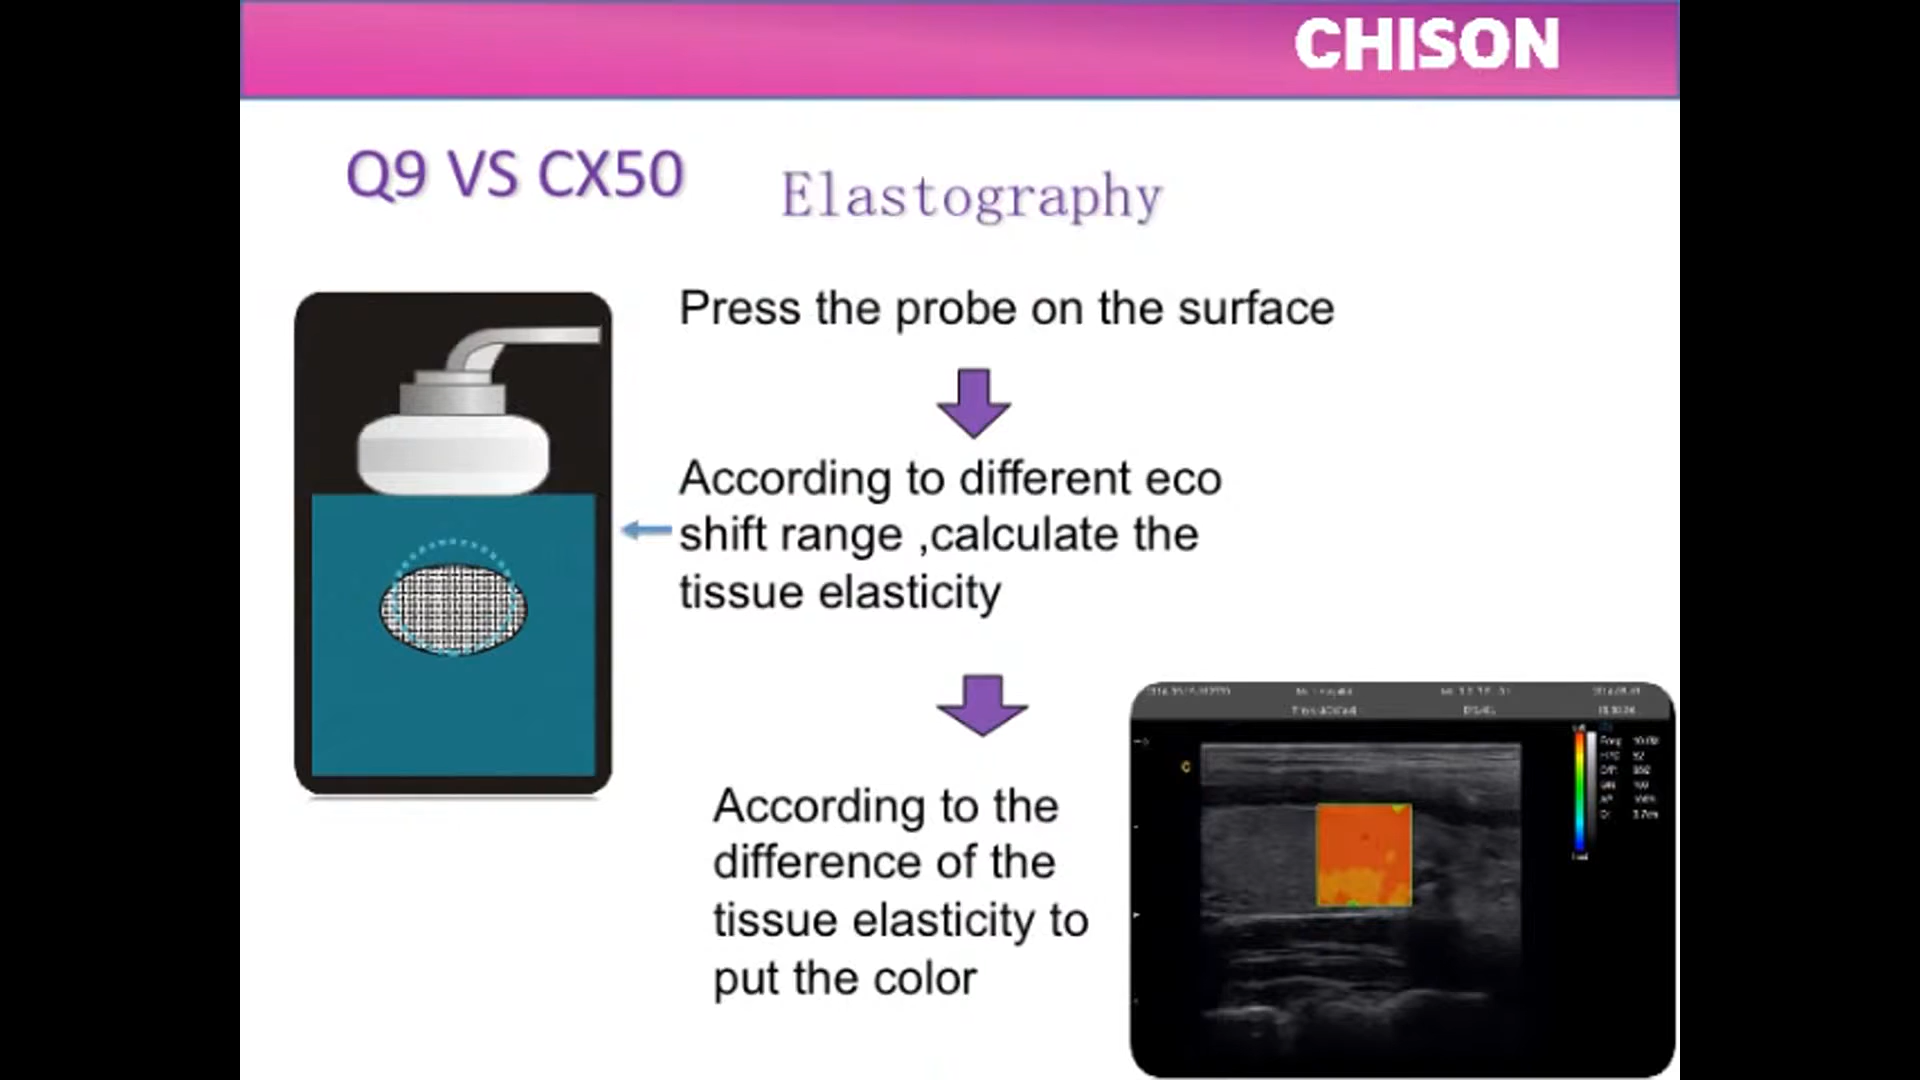 CHISON
Q9 VS CX50
Elastography
Press the probe on the surface
According to different eco
shift range ,calculate the
tissue elasticity
According to the
difference of the
tissue elasticity to
put the color